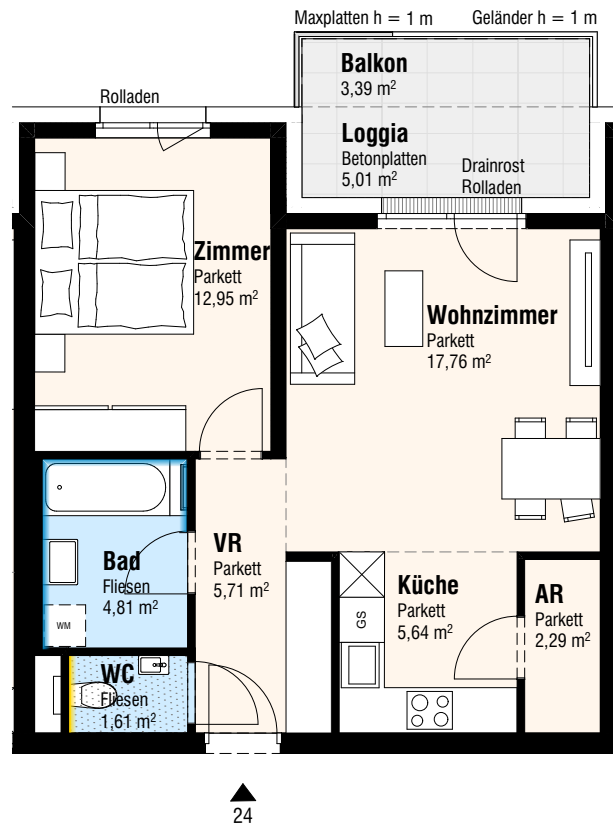 Maxplatten h = 1 m
Geländer h = 1 m
Balkon
3,39 m²
Rolladen
Loggia
Betonplatten
5,01 m²
Drainrost
Rolladen
Zimmer
Parkett
12,95 m²
Wohnzimmer
Parkett
17,76 m²
VR
Parkett
5,71 m²
Bad
Fliesen
4,81 m²
WM
Küche
Parkett
5,64 m²
GS
AR
Parkett
2,29 m²
WC
Fliesen
1,61 m²
24